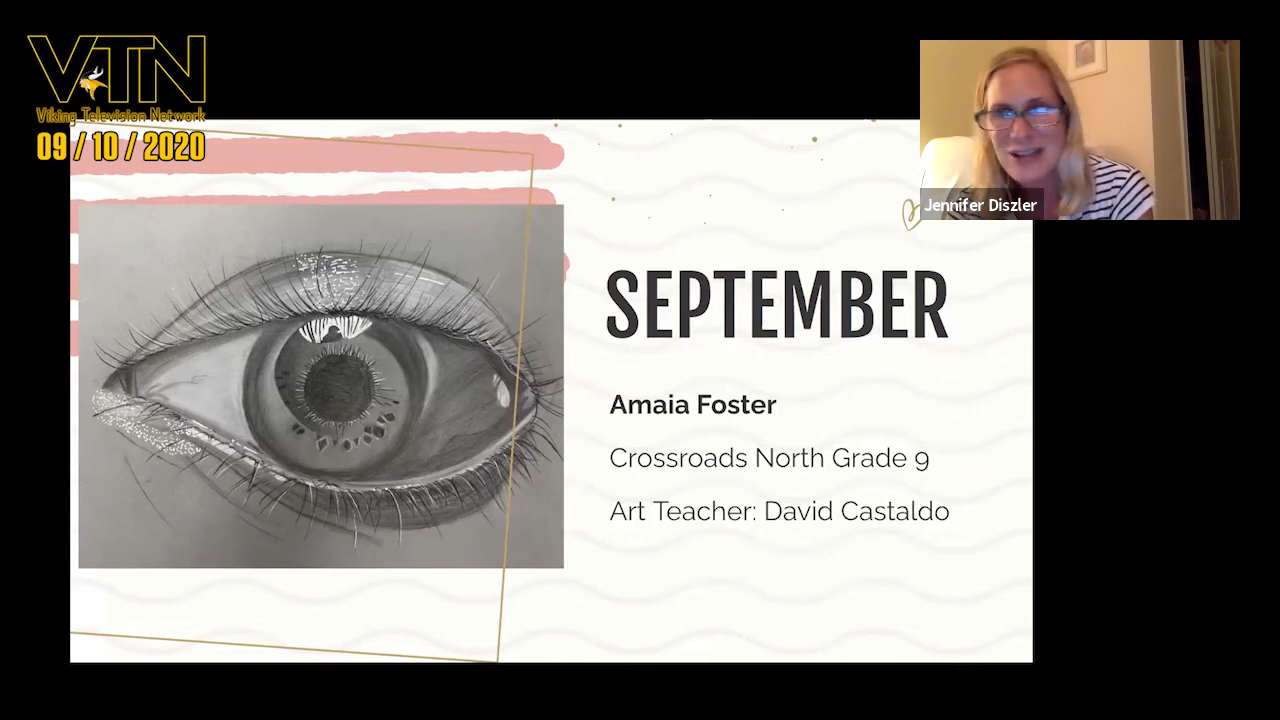 VTN
Viking Television Network
09 / 10 / 2020
Jennifer Diszler
SEPTEMBER
Amaia Foster
Crossroads North Grade 9
Art Teacher: David Castaldo